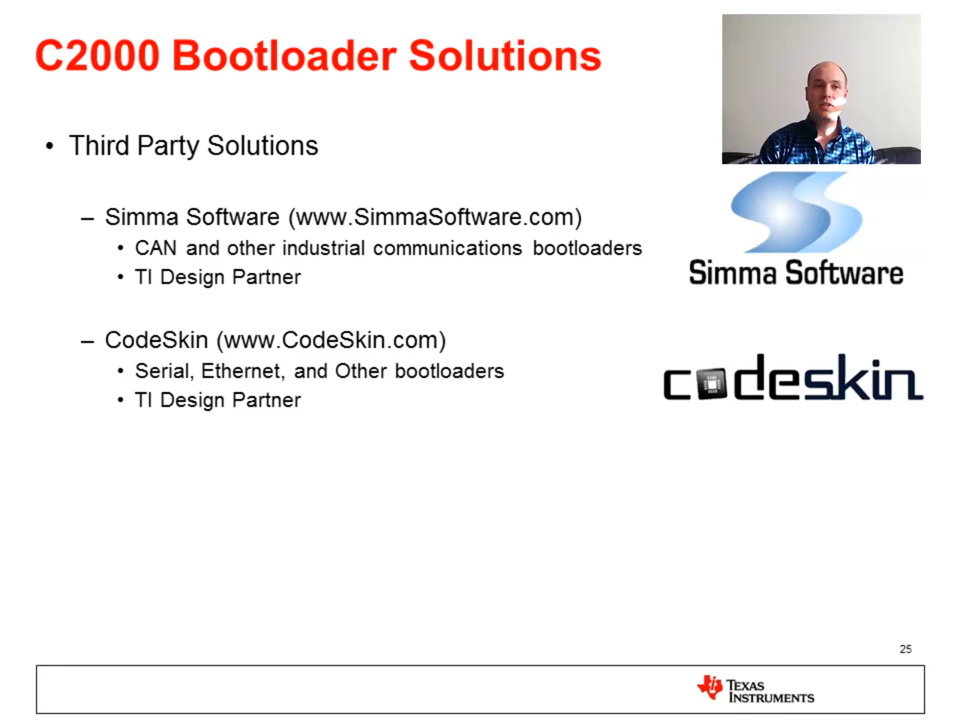 C2000 Bootloader Solutions
• Third Party Solutions
– Simma Software (www.SimmaSoftware.com)
• CAN and other industrial communications bootloaders
• TI Design Partner
Simma Software
– CodeSkin (www.CodeSkin.com)
• Serial, Ethernet, and Other bootloaders
• TI Design Partner
codeskin
25
TEXAS
INSTRUMENTS